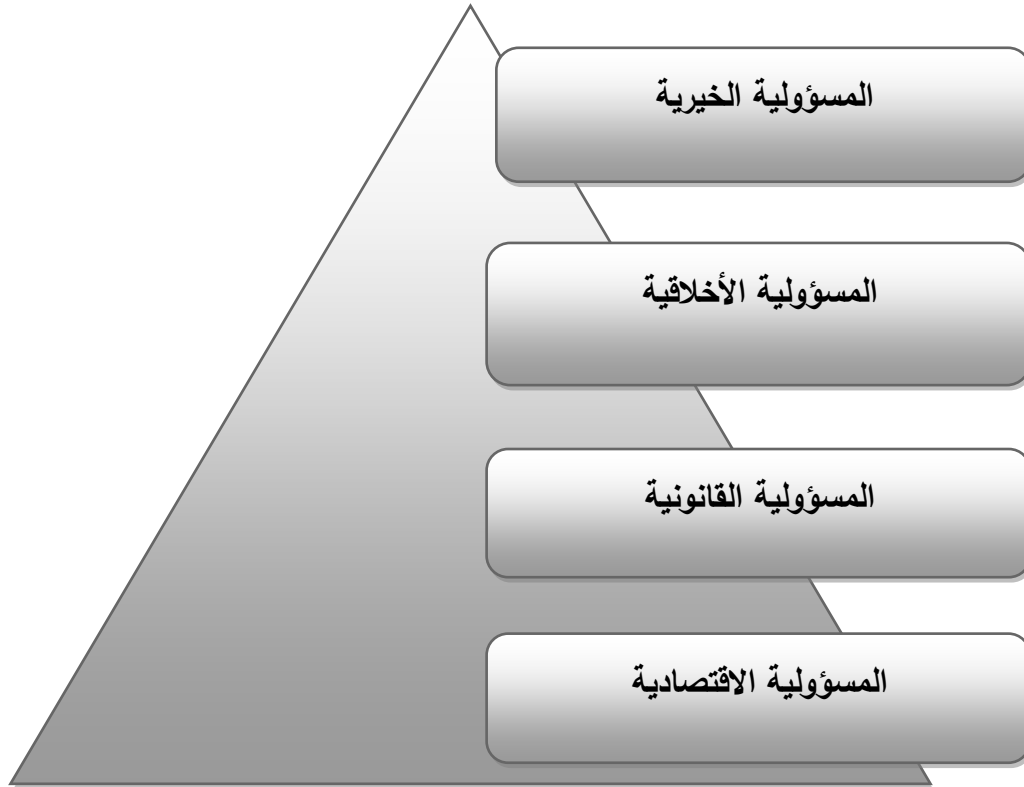 المسؤولية الخيرية
المسؤولية الأخلاقية
المسؤولية القانونية
المسؤولية الاقتصادية